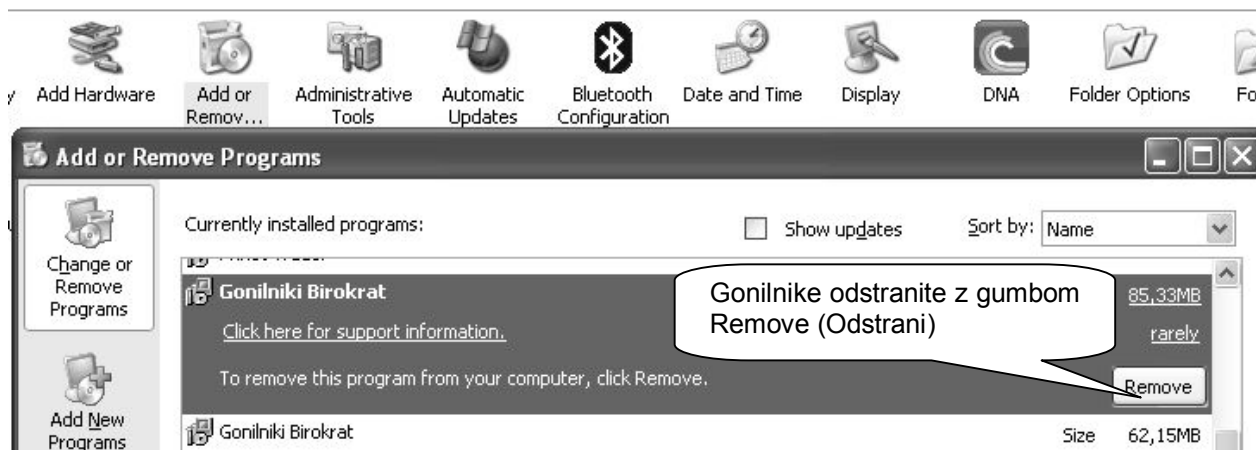 Add Hardware
Add or
Remov...
Administrative
Tools
Automatic
Updates
Bluetooth
Configuration
Date and Time
Display
DNA
Folder Options
Fo
Add or Remove Programs
Change or
Remove
Programs
Add New
Programs
Currently installed programs:
Show updates
Sort by: Name
Gonilniki Birokrat
85,33MB
Click here for support information.
rarely
To remove this program from your computer, click Remove.
Remove
Gonilnike odstranite z gumbom
Remove (Odstrani)
Gonilniki Birokrat
Size 62,15MB